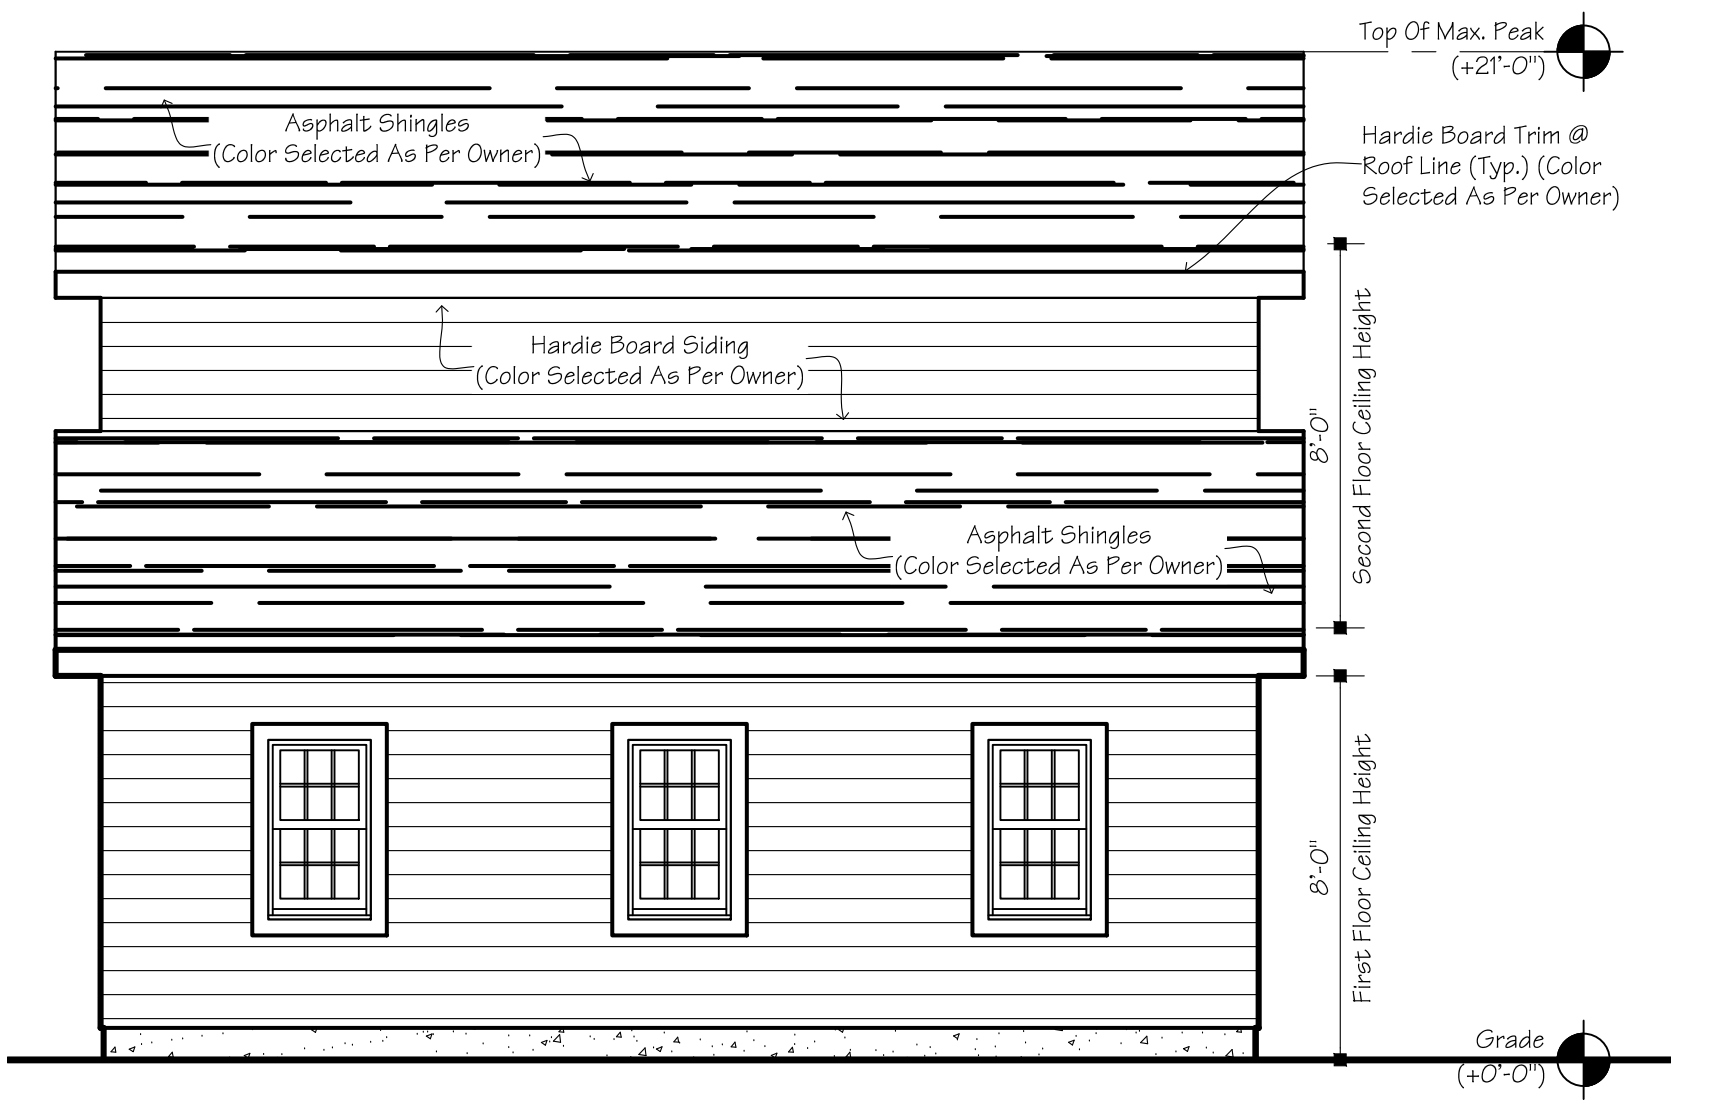 Top Of Max. Peak
(+21'-0")
Asphalt Shingles
(Color Selected As Per Owner)
Hardie Board Trim @
Roof Line (Typ.) (Color
Selected As Per Owner)
Hardie Board Siding
(Color Selected As Per Owner)
8'-0"
Second Floor Ceiling Height
Asphalt Shingles
(Color Selected As Per Owner)
8'-0"
First Floor Ceiling Height
Grade
(+0'-0")